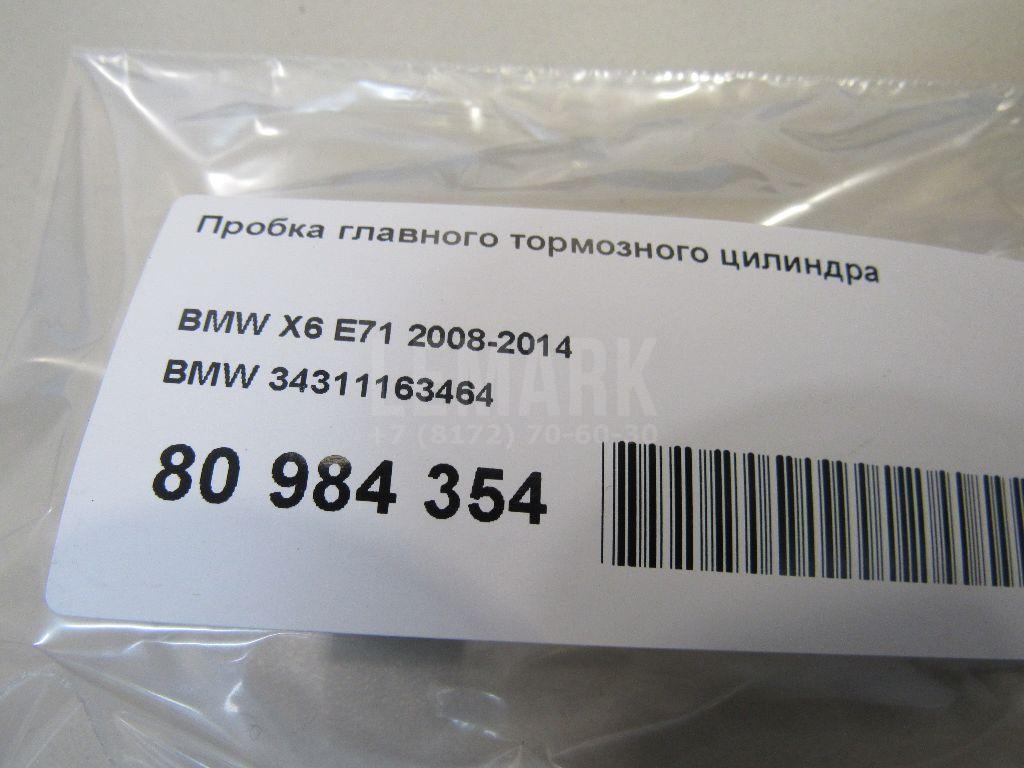 Пробка главного тормозного цилиндра
BMW X6 E71 2008-2014
BMW 34311163464
LEMARK
+7 (8172) 70-60-30
80 984 354